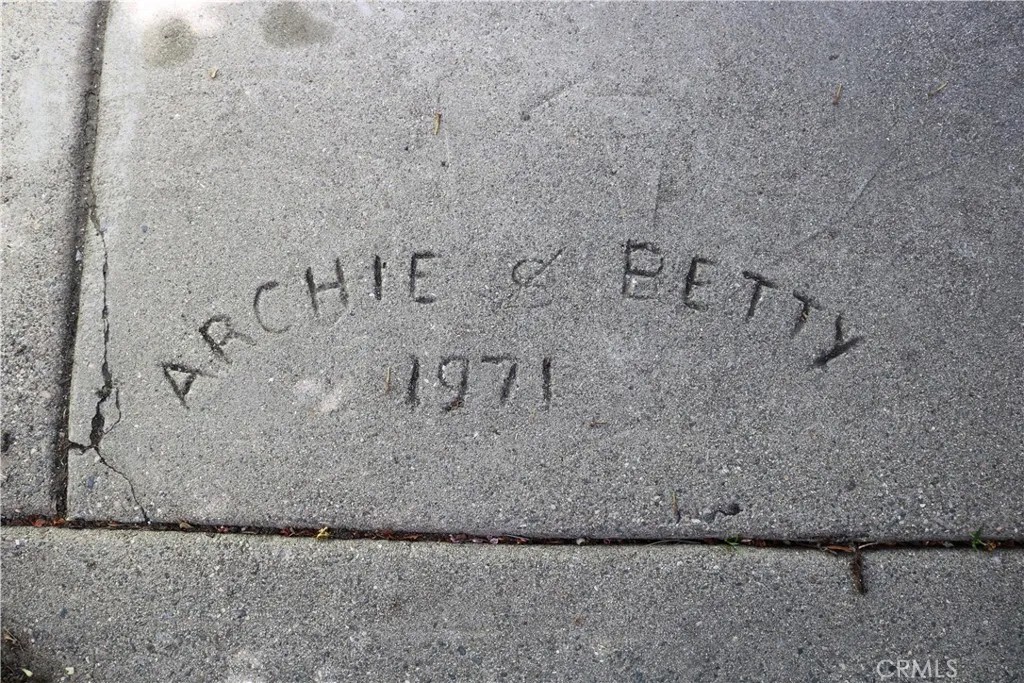 ARCHIE & BETTY
1971
CRMLS